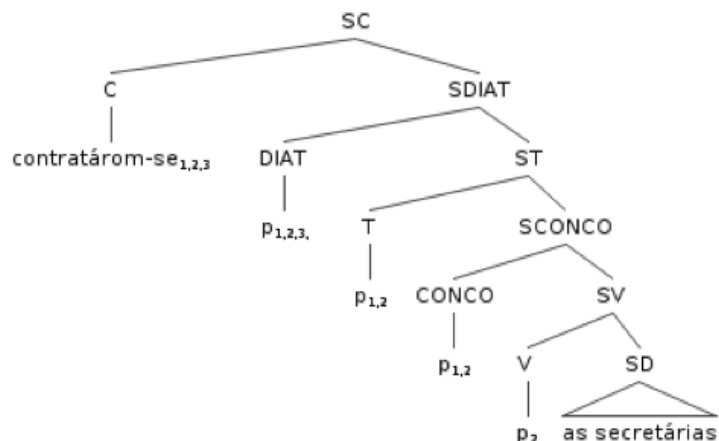 SC
C SDIAT
contratárom-se1,2,3 DIAT ST
p1,2,3, T SCONCO
p1,2 CONCO SV
p1,2 V SD
p2 as secretárias